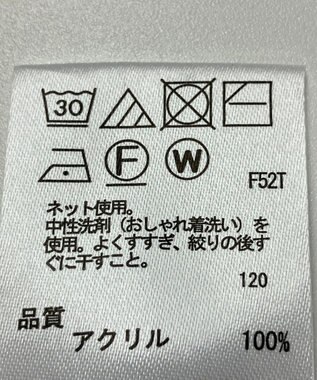 30
F W
F52T
ネット使用。
中性洗剤（おしゃれ着洗い）を
使用。よくすすぎ、絞りの後す
ぐに干すこと。
120
品質
アクリル 100%